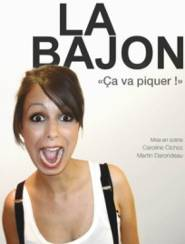 LA
BAJON
«Ça va piquer !»
Mise en scène
Caroline Cichoz
Martin Darondeau